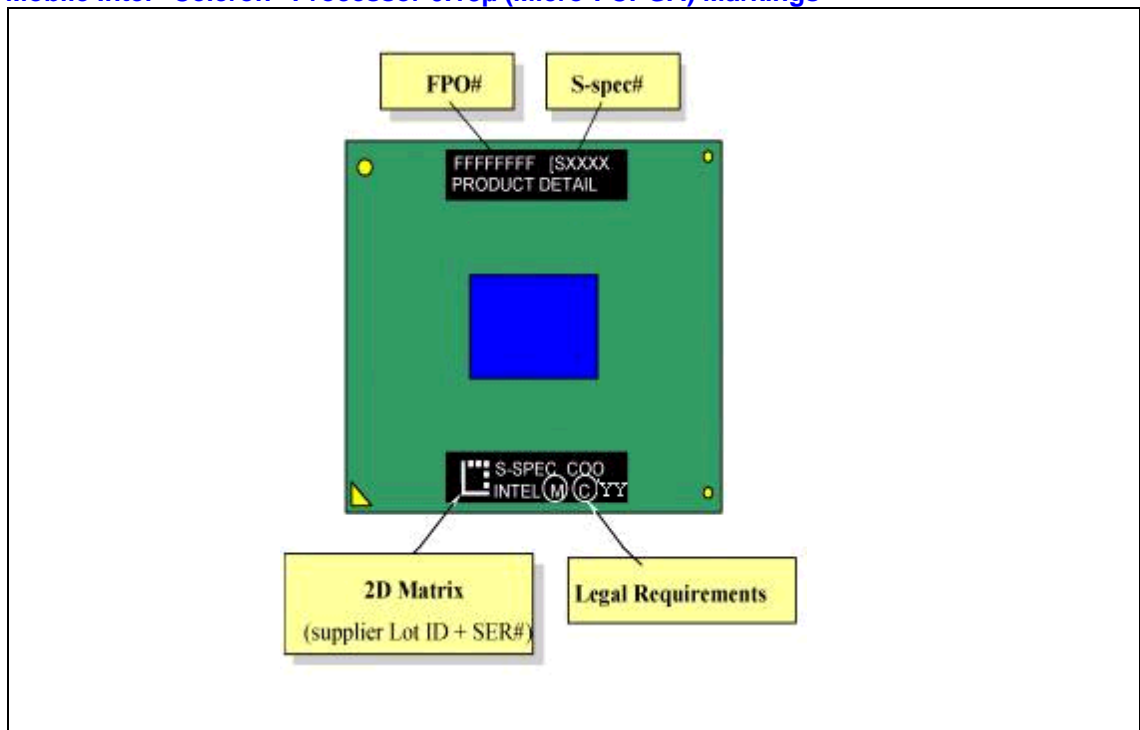 FPO#
S-spec#
FFFFFFFF [SXXXX
PRODUCT DETAIL
S-SPEC COO
INTEL Ⓜ Ⓒ'YY
2D Matrix
(supplier Lot ID + SER#)
Legal Requirements